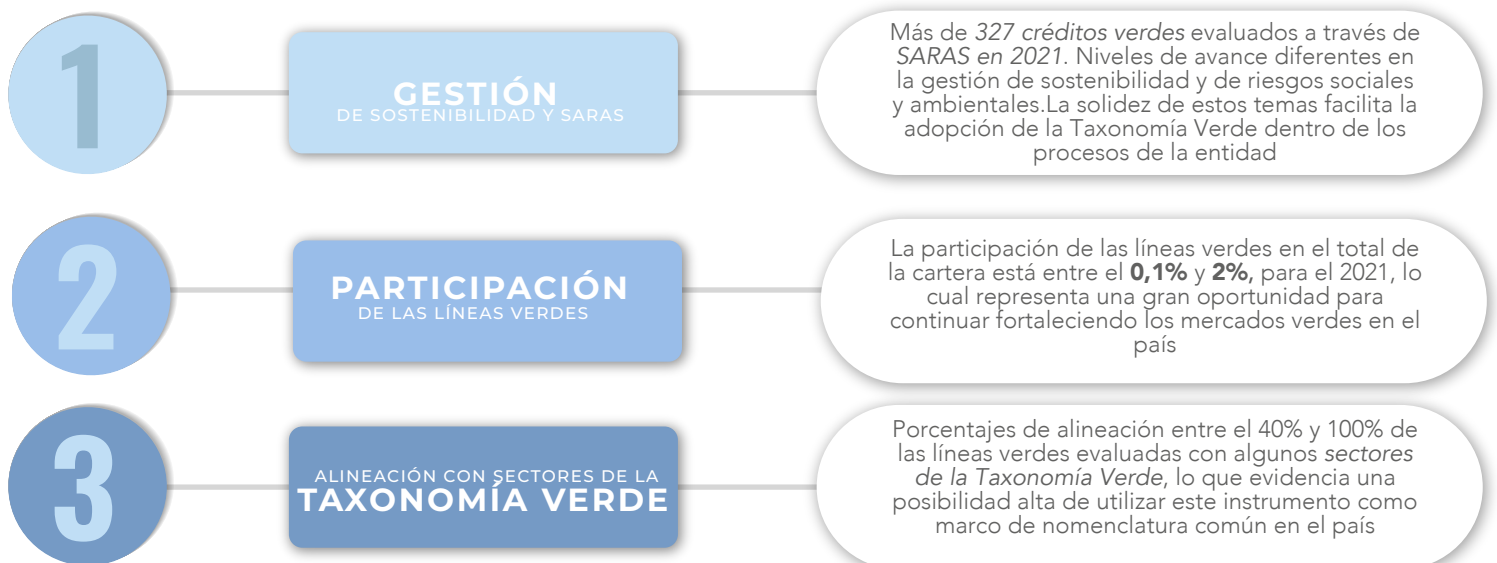 1
GESTIÓN
DE SOSTENIBILIDAD Y SARAS
Más de 327 créditos verdes evaluados a través de
SARAS en 2021. Niveles de avance diferentes en
la gestión de sostenibilidad y de riesgos sociales
y ambientales.La solidez de estos temas facilita la
adopción de la Taxonomía Verde dentro de los
procesos de la entidad
2
PARTICIPACIÓN
DE LAS LÍNEAS VERDES
La participación de las líneas verdes en el total de
la cartera está entre el 0,1% y 2%, para el 2021, lo
cual representa una gran oportunidad para
continuar fortaleciendo los mercados verdes en el
país
3
ALINEACIÓN CON SECTORES DE LA
TAXONOMÍA VERDE
Porcentajes de alineación entre el 40% y 100% de
las líneas verdes evaluadas con algunos sectores
de la Taxonomía Verde, lo que evidencia una
posibilidad alta de utilizar este instrumento como
marco de nomenclatura común en el país